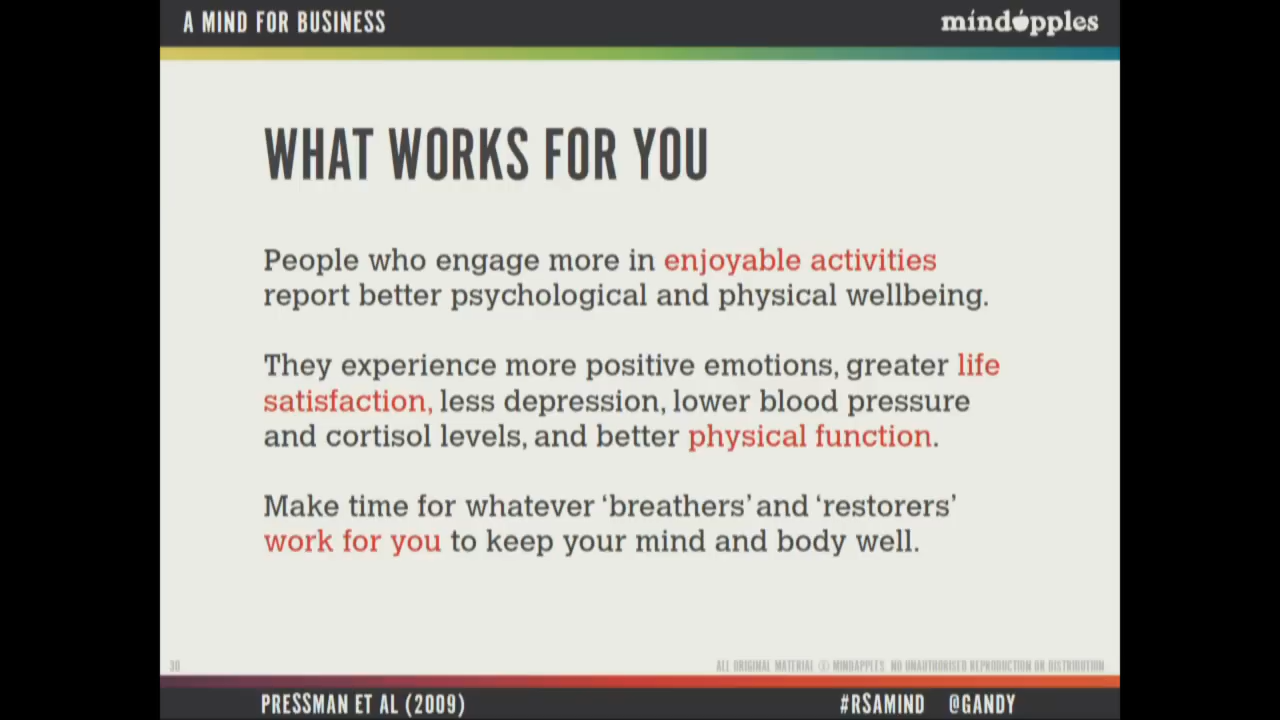 A MIND FOR BUSINESS
mindapples
WHAT WORKS FOR YOU
People who engage more in enjoyable activities
report better psychological and physical wellbeing.
They experience more positive emotions, greater life
satisfaction, less depression, lower blood pressure
and cortisol levels, and better physical function.
Make time for whatever ‘breathers’ and ‘restorers’
work for you to keep your mind and body well.
30
ALL ORIGINAL MATERIAL © MINDAPPLES. NO UNAUTHORISED REPRODUCTION OR DISTRIBUTION
PRESSMAN ET AL (2009)
#RSAMIND @GANDY